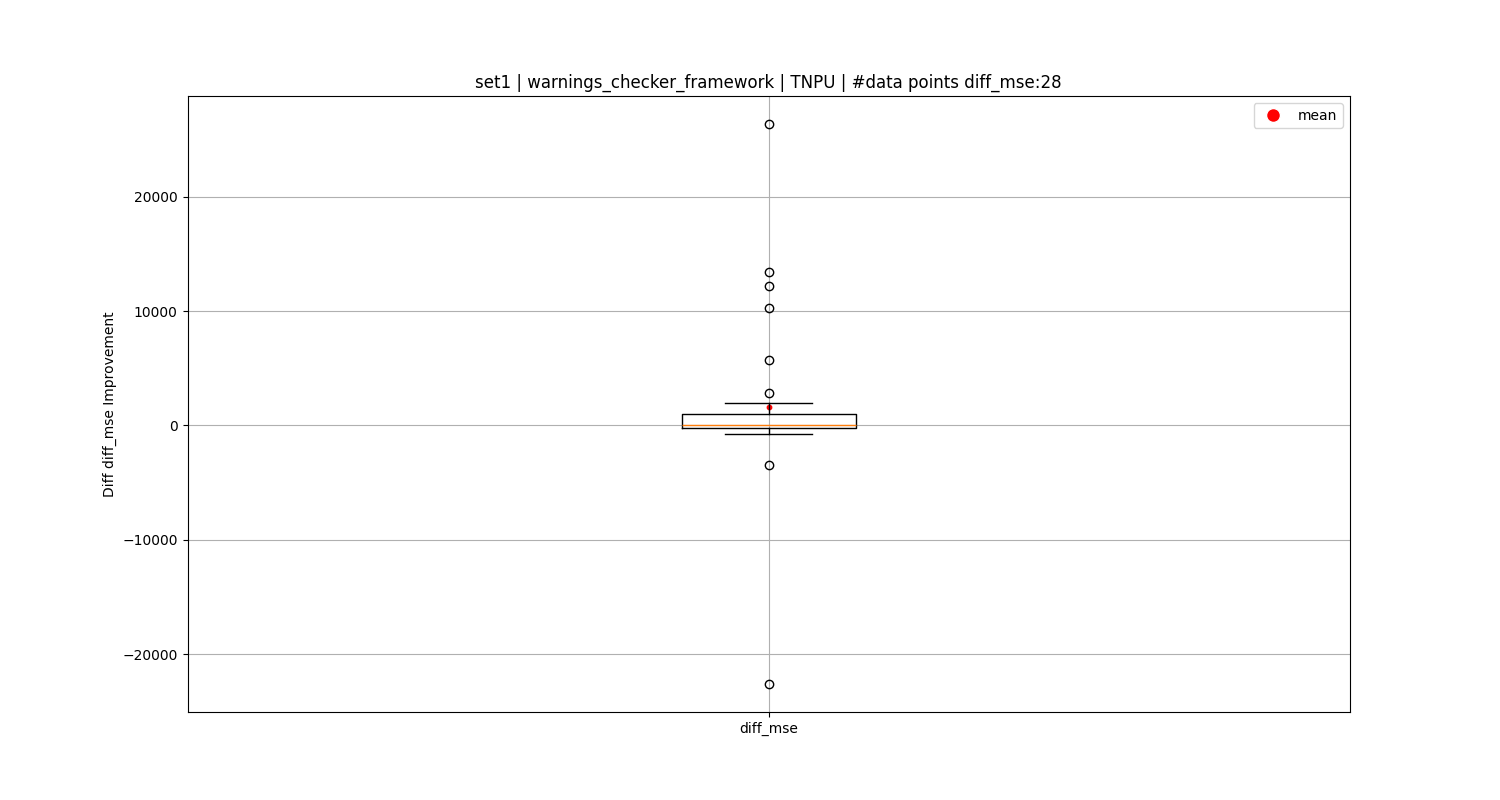 set1 | warnings_checker_framework | TNPU | #data points diff_mse:28
mean
20000
10000
0
−10000
−20000
Diff diff_mse Improvement
diff_mse